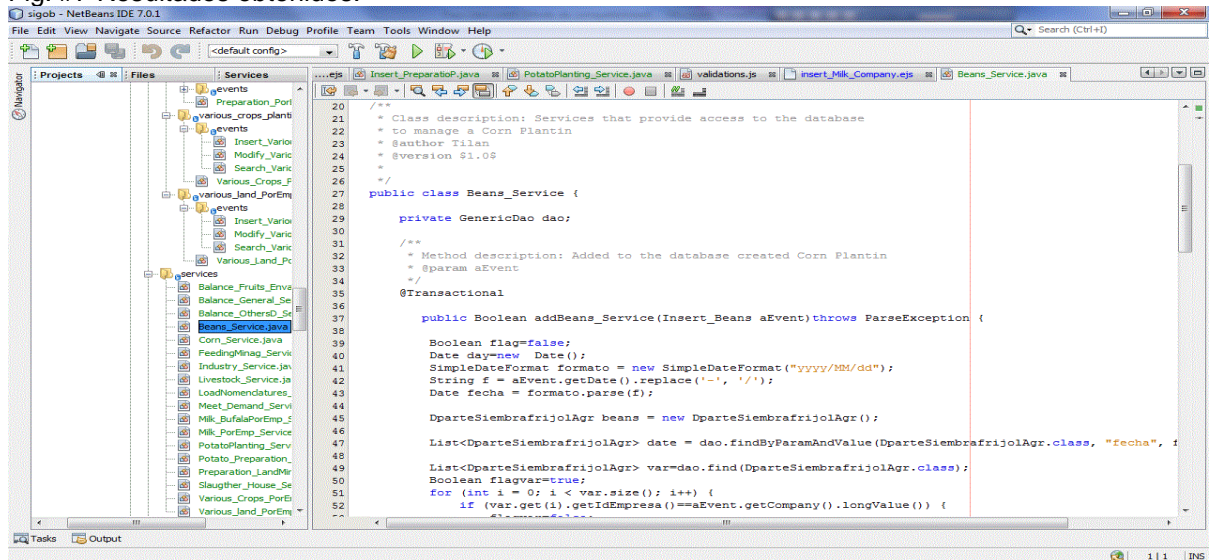 sigob - NetBeans IDE 7.0.1
File Edit View Navigate Source Refactor Run Debug Profile Team Tools Window Help
Search (Ctrl+I)
<default config>
Projects Files Services
....ejs Insert_PreparatioP.java PotatoPlanting_Service.java validations.js insert_Milk_Company.ejs Beans_Service.java
Navigator
events
Preparation_Porl
various_crops_planti
events
Insert_Variou
Modify_Vario
Search_Vario
Various_Crops_P
various_land_PorEmp
events
Insert_Variou
Modify_Vario
Search_Vario
Various_Land_Po
services
Balance_Fruits_Enva
Balance_General_Se
Balance_OthersD_Se
Beans_Service.java
Corn_Service.java
FeedingMinag_Servic
Industry_Service.jav
Livestock_Service.ja
LoadNomendatures_
Meet_Demand_Servi
Milk_BufalaPorEmp_S
Milk_PorEmp_Service
PotatoPlanting_Serv
Potato_Preparation_
Preparation_LandMin
Slaugther_House_Se
Various_Crops_PorEr
Various_land_PorEmp
20 /**
21 * Class description: Services that provide access to the database
22 * to manage a Corn Plantin
23 * @author Tilan
24 * @version $1.0$
25 *
26 */
27 public class Beans_Service {
28
29 private GenericDao dao;
30
31 /**
32 * Method description: Added to the database created Corn Plantin
33 * @param aEvent
34 */
35 @Transactional
36
37 public Boolean addBeans_Service(Insert_Beans aEvent)throws ParseException {
38
39 Boolean flag=false;
40 Date day=new Date();
41 SimpleDateFormat formato = new SimpleDateFormat("yyyy/MM/dd");
42 String f = aEvent.getDate().replace('-', '/');
43 Date fecha = formato.parse(f);
44
45 DparteSiembrafrijolAgr beans = new DparteSiembrafrijolAgr();
46
47 List<DparteSiembrafrijolAgr> date = dao.findByParamAndValue(DparteSiembrafrijolAgr.class, "fecha", f
48
49 List<DparteSiembrafrijolAgr> var=dao.find(DparteSiembrafrijolAgr.class);
50 Boolean flagvar=true;
51 for (int i = 0; i < var.size(); i++) {
52 if (var.get(i).getIdEmpresa()==aEvent.getCompany().longValue()) {
Tasks Output
1|1 INS